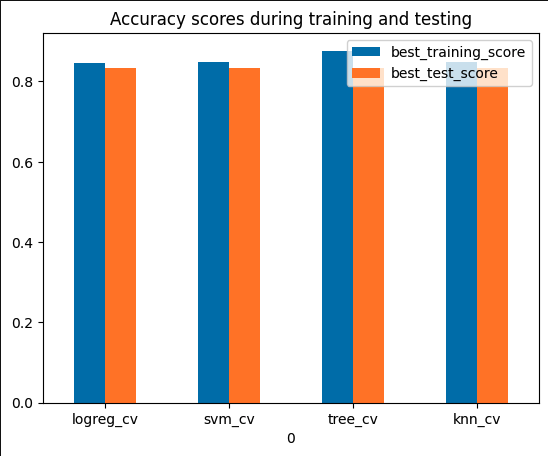 Accuracy scores during training and testing
best_training_score
best_test_score
0.8
0.6
0.4
0.2
0.0
logreg_cv svm_cv tree_cv knn_cv
0